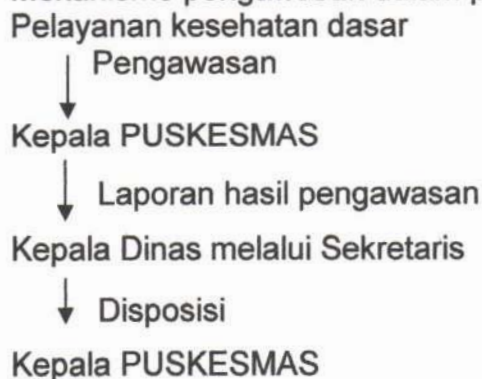 Pelayanan kesehatan dasar
Pengawasan
Kepala PUSKESMAS
Laporan hasil pengawasan
Kepala Dinas melalui Sekretaris
Disposisi
Kepala PUSKESMAS